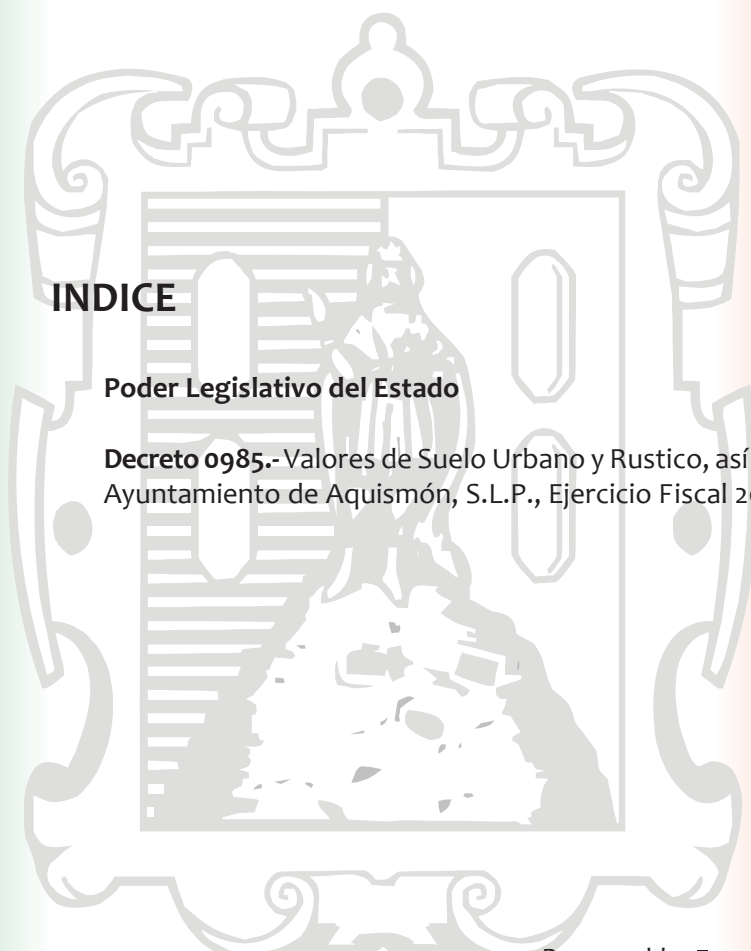 INDICE
Poder Legislativo del Estado
Decreto 0985.- Valores de Suelo Urbano y Rustico, así
Ayuntamiento de Aquismón, S.L.P., Ejercicio Fiscal